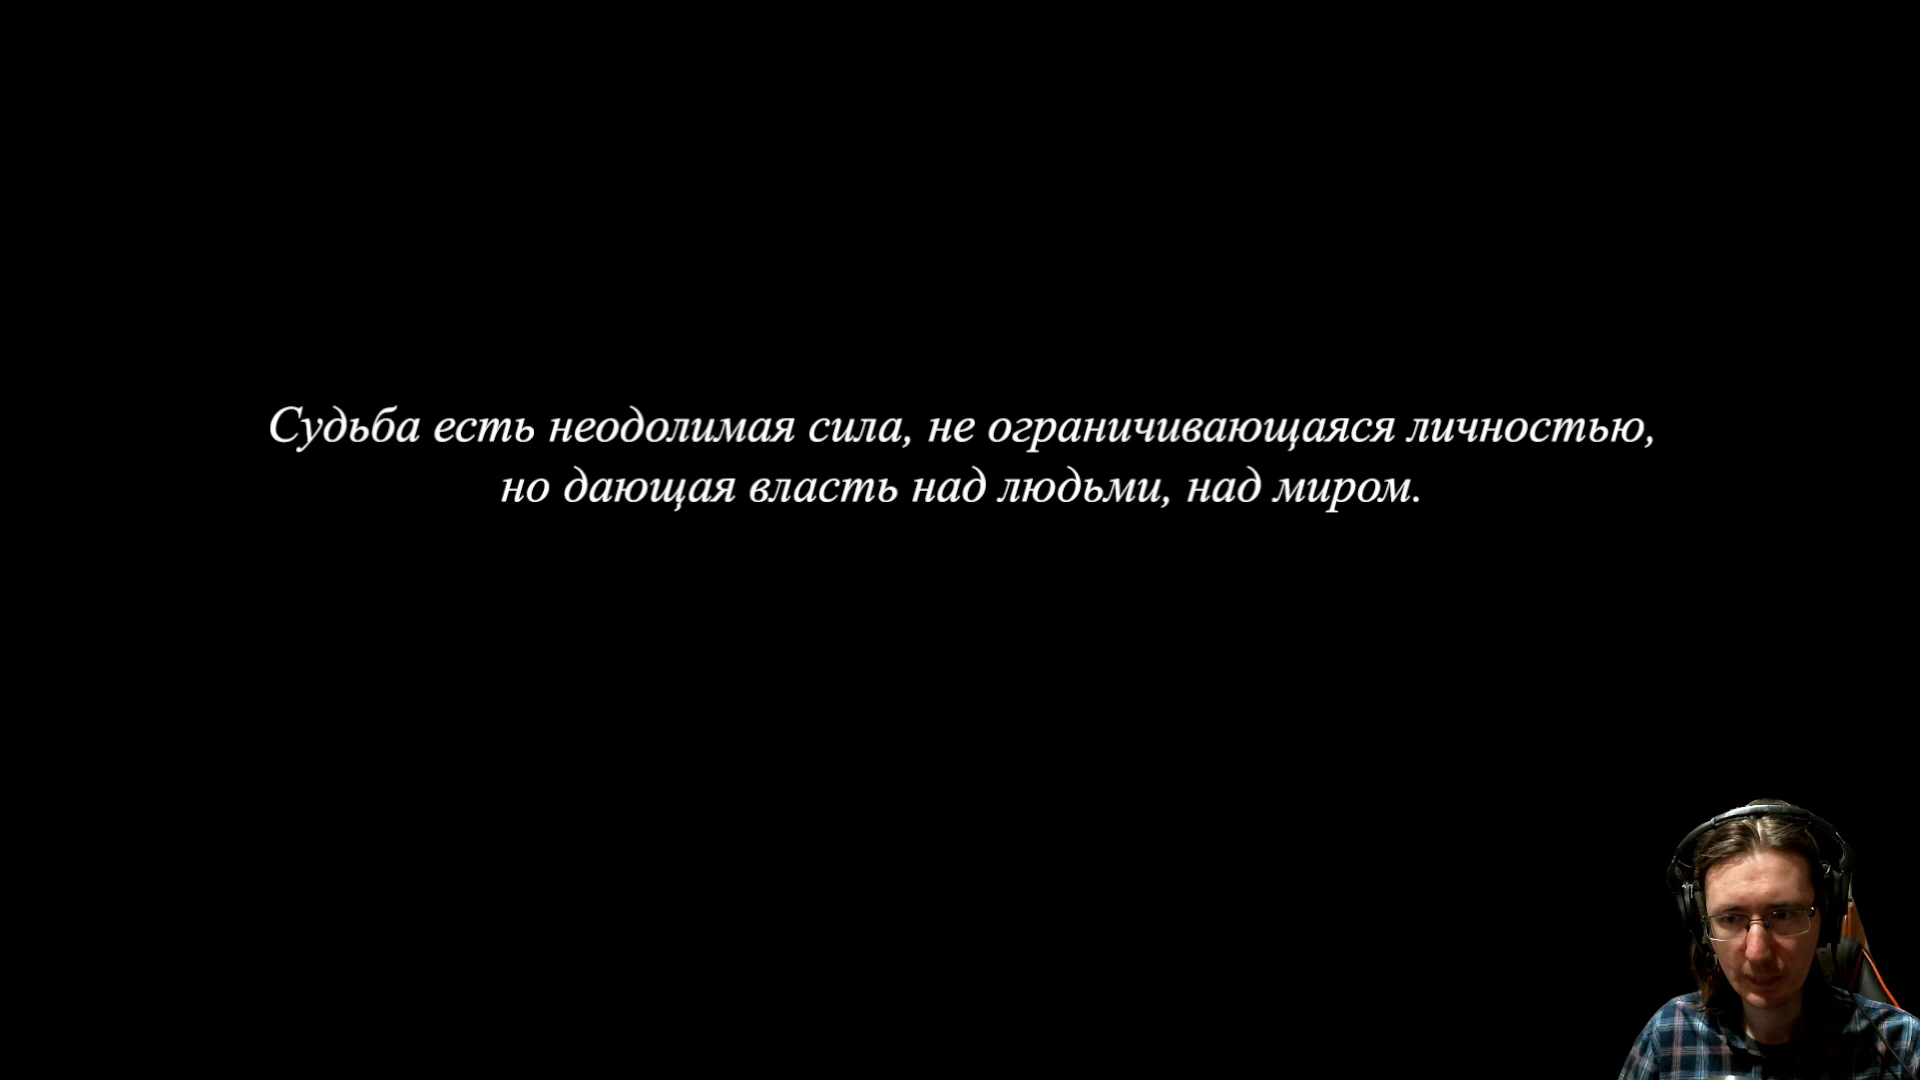 Судьба есть неодолимая сила, не ограничивающаяся личностью,
но дающая власть над людьми, над миром.